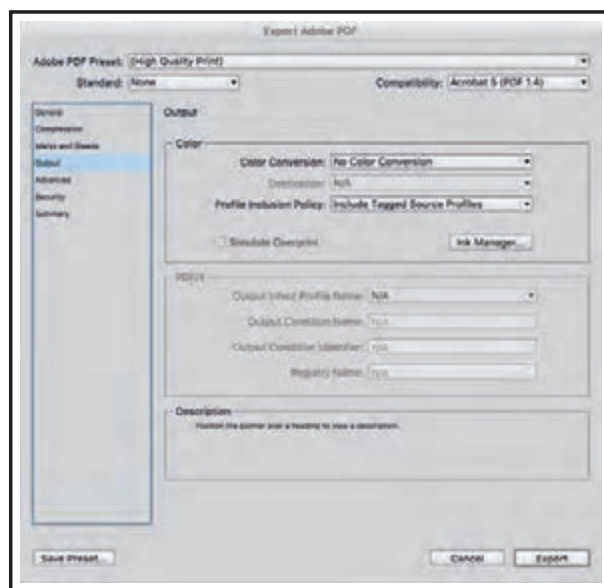 Export Adobe PDF
Adobe PDF Preset: [High Quality Print]
Standard: None Compatibility: Acrobat 5 (PDF 1.4)
General
Compression
Marks and Bleeds
Output
Advanced
Security
Summary
Output
Color
Color Conversion: No Color Conversion
Destination: N/A
Profile Inclusion Policy: Include Tagged Source Profiles
Simulate Overprint Ink Manager...
PDF/X
Output Intent Profile Name: N/A
Output Condition Name: N/A
Output Condition Identifier: N/A
Registry Name: N/A
Description
Position the pointer over a heading to view a description.
Save Preset... Cancel Export